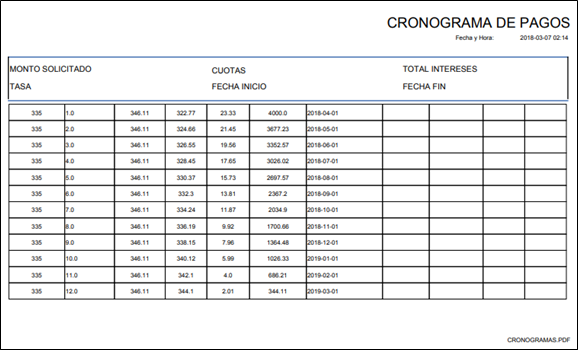 CRONOGRAMA DE PAGOS
Fecha y Hora: 2018-03-07 02:14
MONTO SOLICITADO CUOTAS TOTAL INTERESES
TASA FECHA INICIO FECHA FIN
335 1.0 346.11 322.77 23.33 4000.0 2018-04-01
335 2.0 346.11 324.66 21.45 3677.23 2018-05-01
335 3.0 346.11 326.55 19.56 3352.57 2018-06-01
335 4.0 346.11 328.45 17.65 3026.02 2018-07-01
335 5.0 346.11 330.37 15.73 2697.57 2018-08-01
335 6.0 346.11 332.3 13.81 2367.2 2018-09-01
335 7.0 346.11 334.24 11.87 2034.9 2018-10-01
335 8.0 346.11 336.19 9.92 1700.66 2018-11-01
335 9.0 346.11 338.15 7.96 1364.48 2018-12-01
335 10.0 346.11 340.12 5.99 1026.33 2019-01-01
335 11.0 346.11 342.1 4.0 686.21 2019-02-01
335 12.0 346.11 344.1 2.01 344.11 2019-03-01
CRONOGRAMAS.PDF